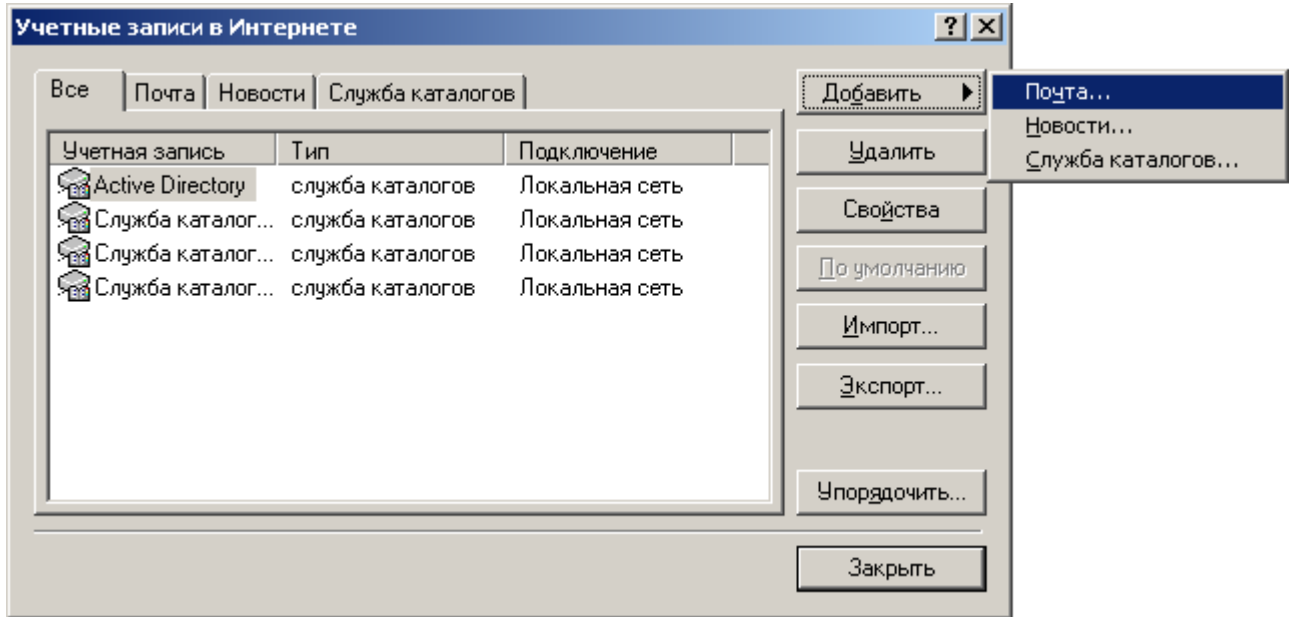 Учетные записи в Интернете
Все Почта Новости Служба каталогов
Добавить
Почта...
Новости...
Служба каталогов...
Учетная запись Тип Подключение
Active Directory служба каталогов Локальная сеть
Служба каталог... служба каталогов Локальная сеть
Служба каталог... служба каталогов Локальная сеть
Служба каталог... служба каталогов Локальная сеть
Удалить
Свойства
По умолчанию
Импорт...
Экспорт...
Упорядочить...
Закрыть